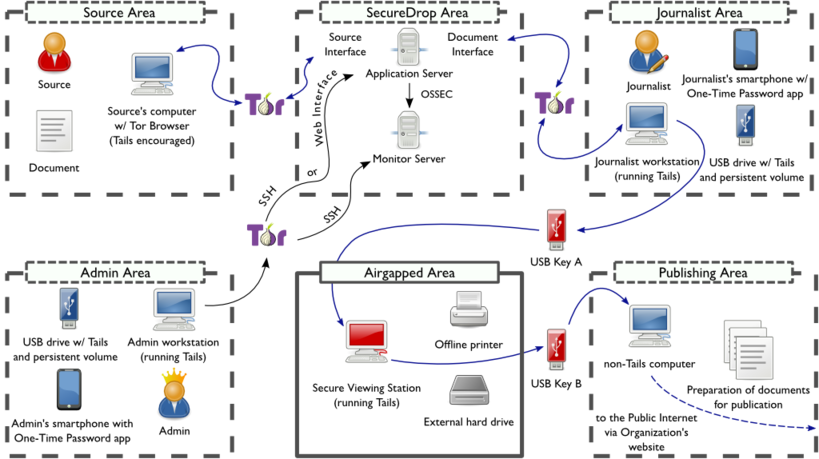 Source Area
Source
Source's computer
w/ Tor Browser
(Tails encouraged)
Document
Tor
SecureDrop Area
Source
Interface
Document
Interface
Application Server
OSSEC
Monitor Server
Web Interface
or
SSH
SSH
Tor
Tor
Journalist Area
Journalist
Journalist's smartphone w/
One-Time Password app
Journalist workstation
(running Tails)
USB drive w/ Tails
and persistent volume
USB Key A
Admin Area
USB drive w/ Tails
and persistent volume
Admin workstation
(running Tails)
Admin's smartphone with
One-Time Password app
Admin
Airgapped Area
Offline printer
Secure Viewing Station
(running Tails)
External hard drive
USB Key B
Publishing Area
non-Tails computer
Preparation of documents
for publication
to the Public Internet
via Organization's
website